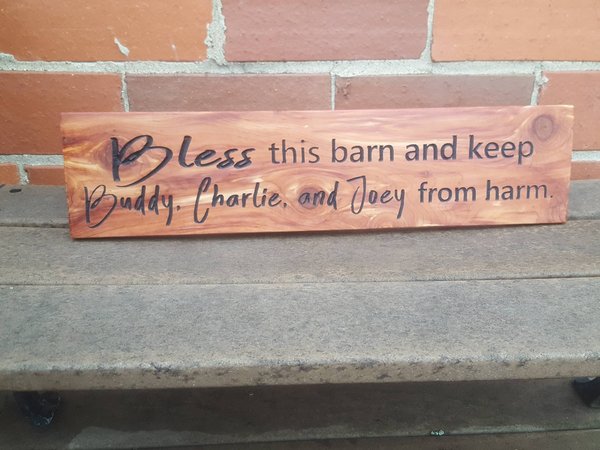 Bless this barn and keep
Buddy, Charlie, and Joey from harm.